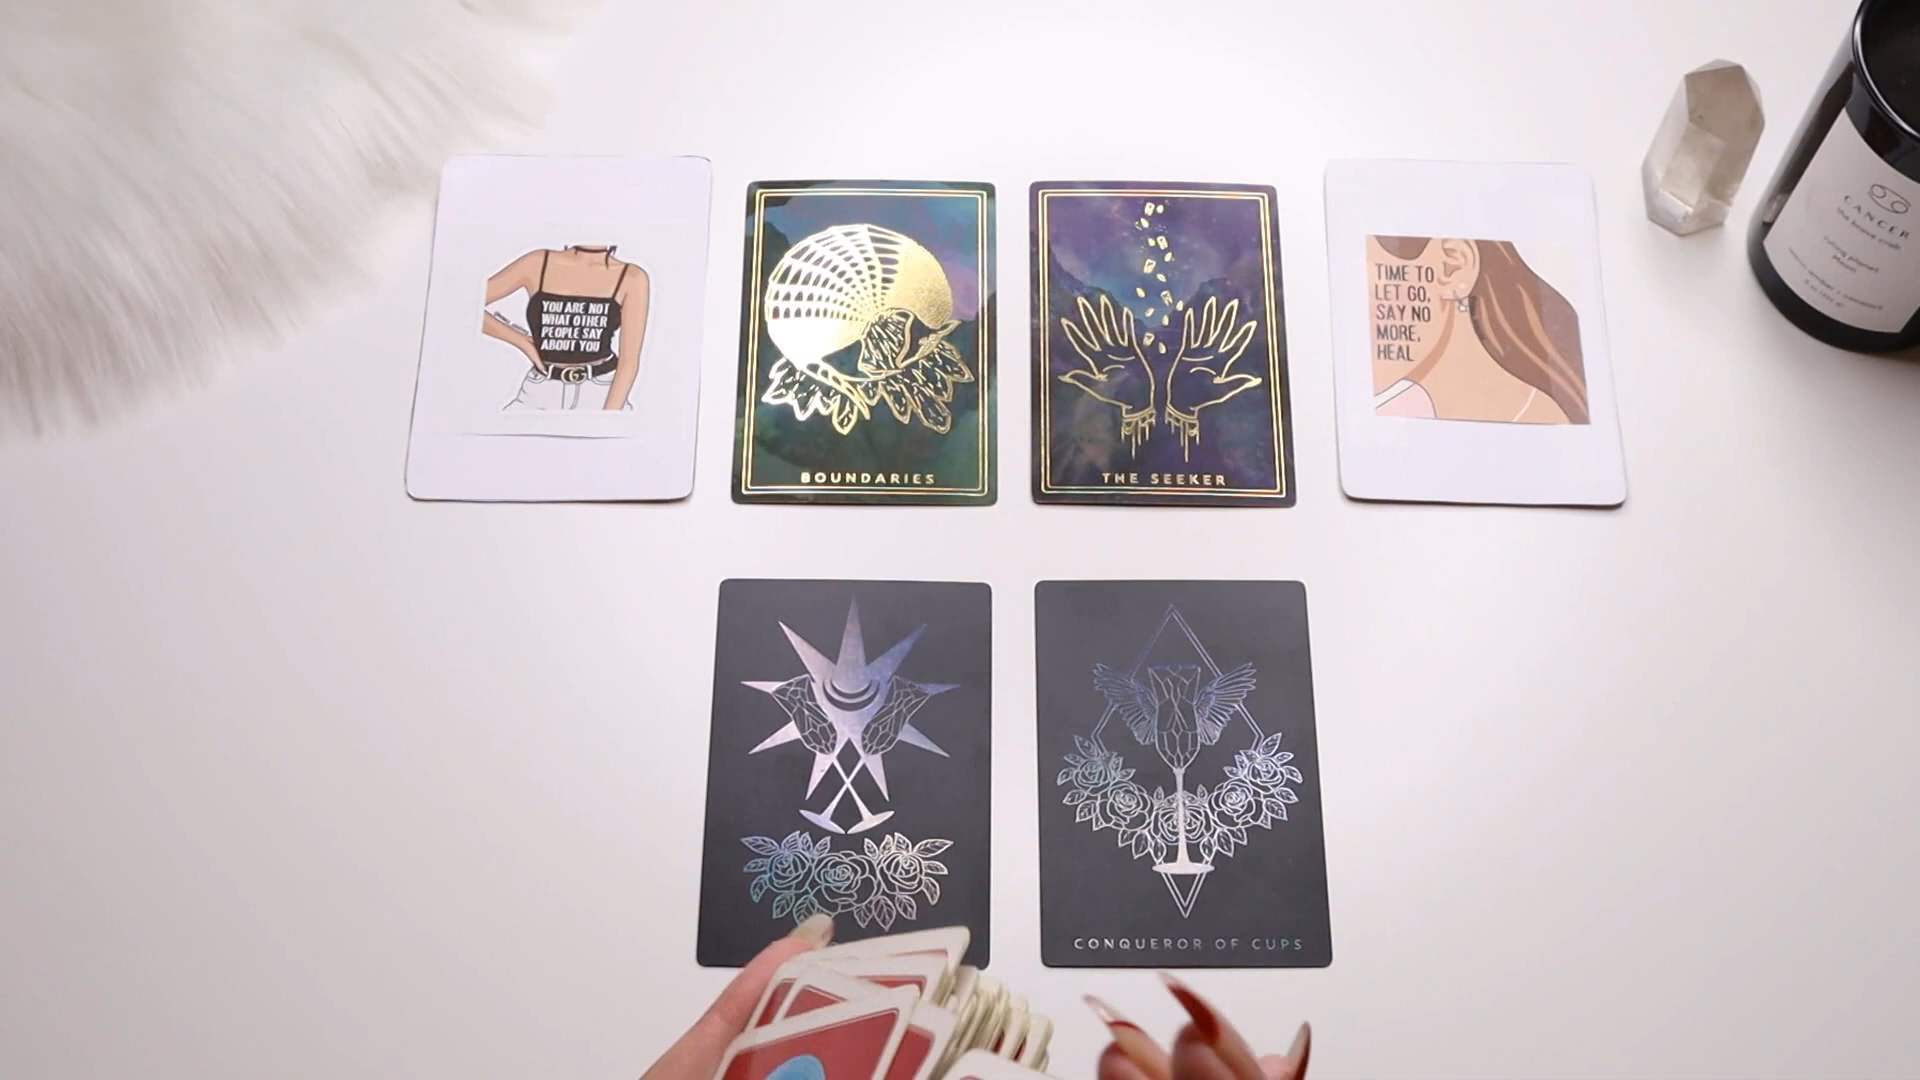 YOU ARE NOT
WHAT OTHER
PEOPLE SAY
ABOUT YOU
BOUNDARIES
THE SEEKER
TIME TO
LET GO,
SAY NO
MORE,
HEAL
CANCER
CONQUEROR OF CUPS